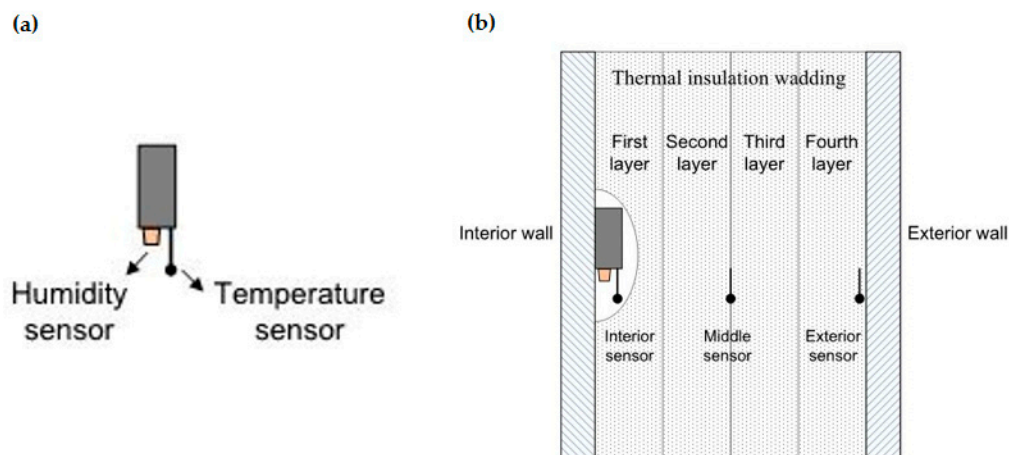 (a)
Humidity
sensor
Temperature
sensor
(b)
Thermal insulation wadding
First
layer
Second
layer
Third
layer
Fourth
layer
Interior wall
Exterior wall
Interior
sensor
Middle
sensor
Exterior
sensor